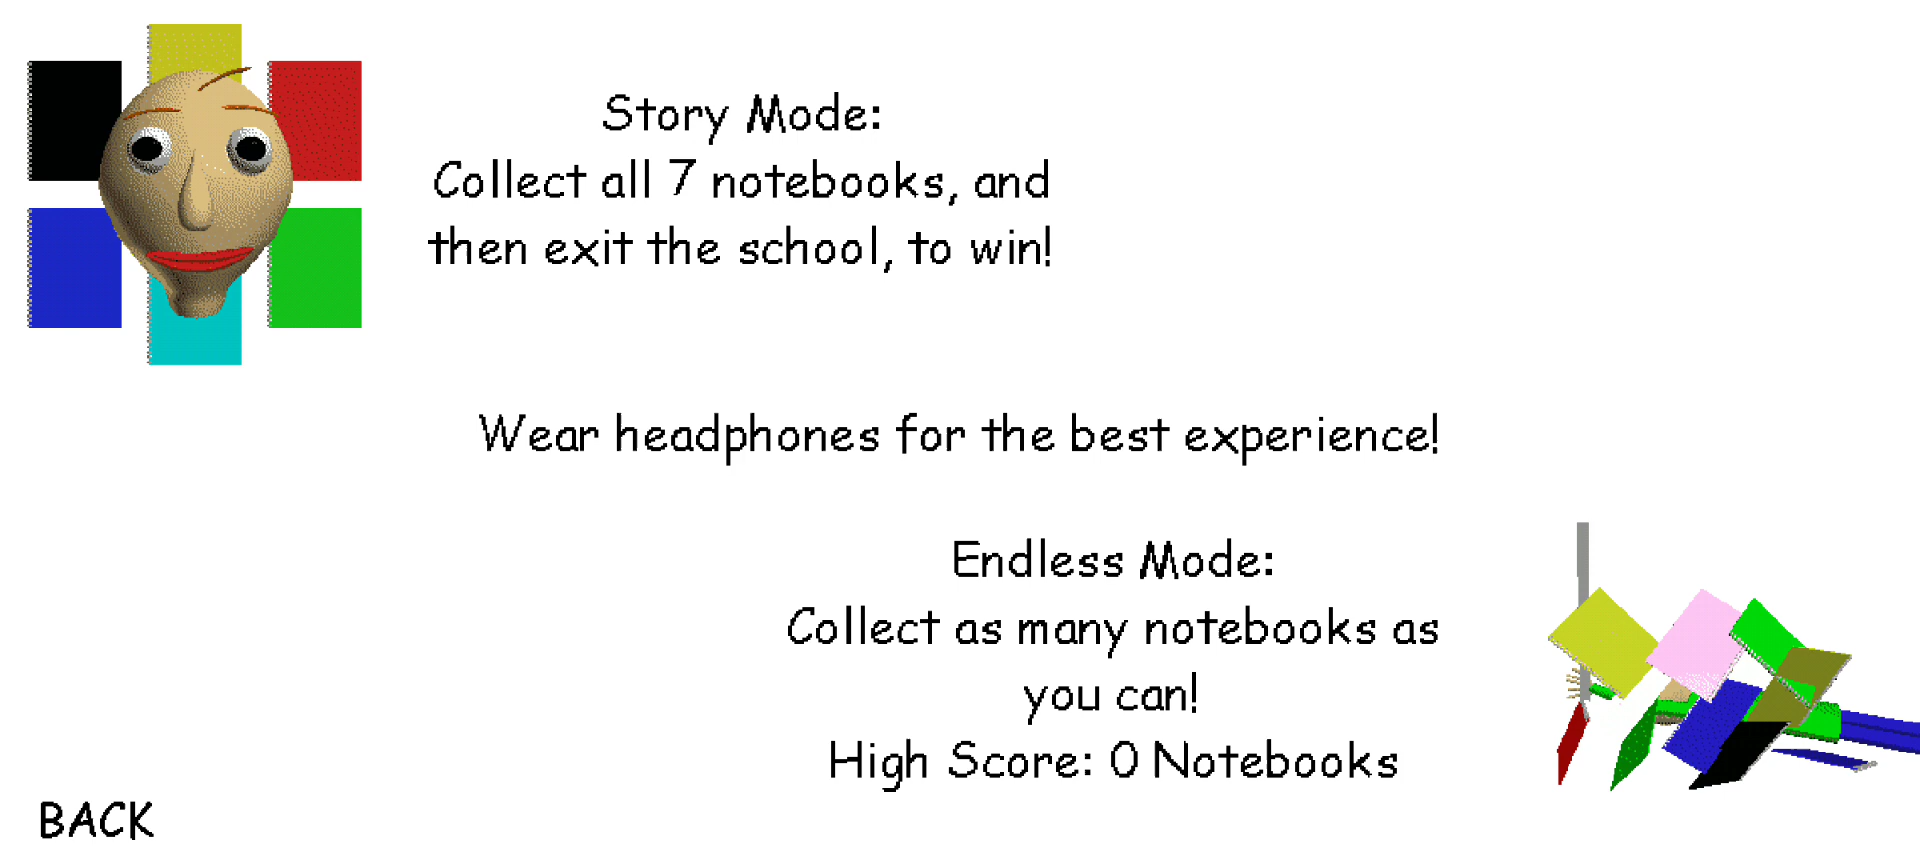 Story Mode:
Collect all 7 notebooks, and
then exit the school, to win!
Wear headphones for the best experience!
Endless Mode:
Collect as many notebooks as
you can!
High Score: 0 Notebooks
BACK